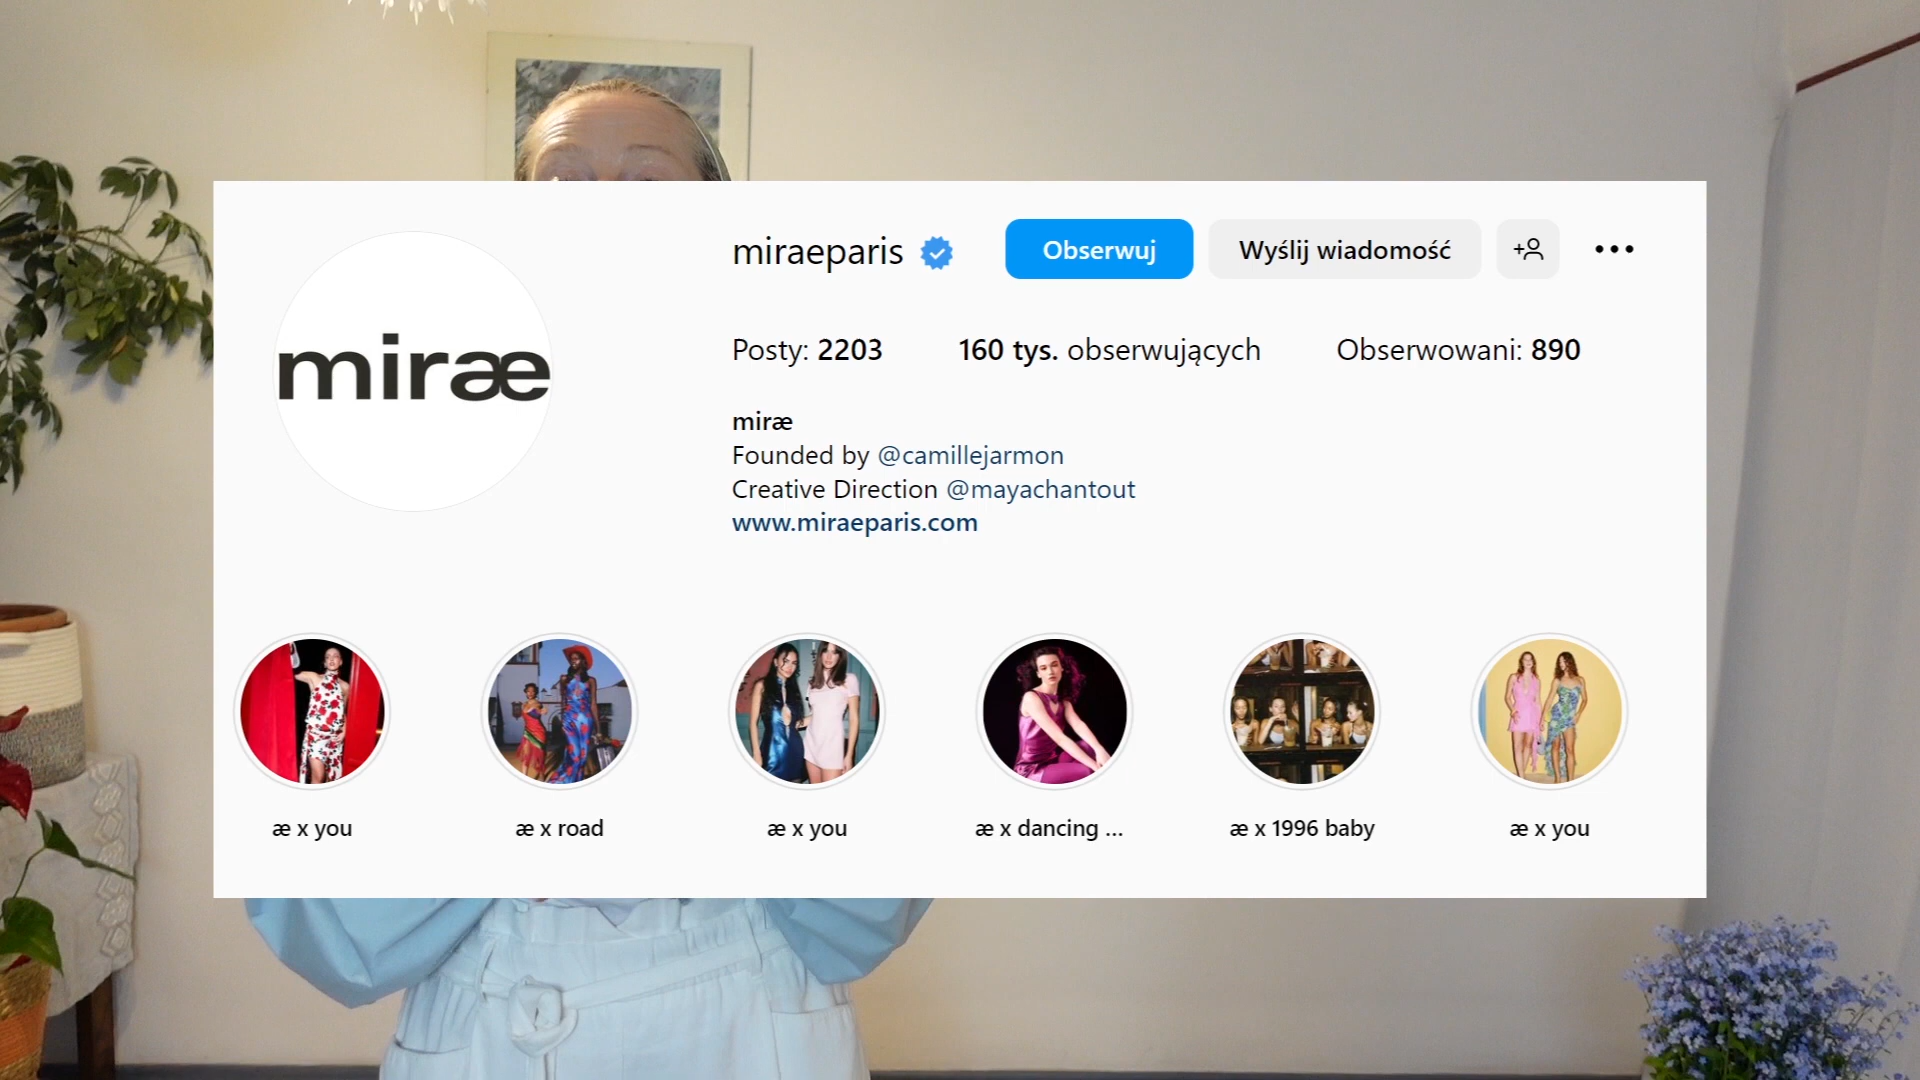 miræ
miraeparis
Obserwuj
Wyślij wiadomość
Posty: 2203
160 tys. obserwujących
Obserwowani: 890
miræ
Founded by @camillejarmon
Creative Direction @mayachantout
www.miraeparis.com
æ x you
æ x road
æ x you
æ x dancing ...
æ x 1996 baby
æ x you